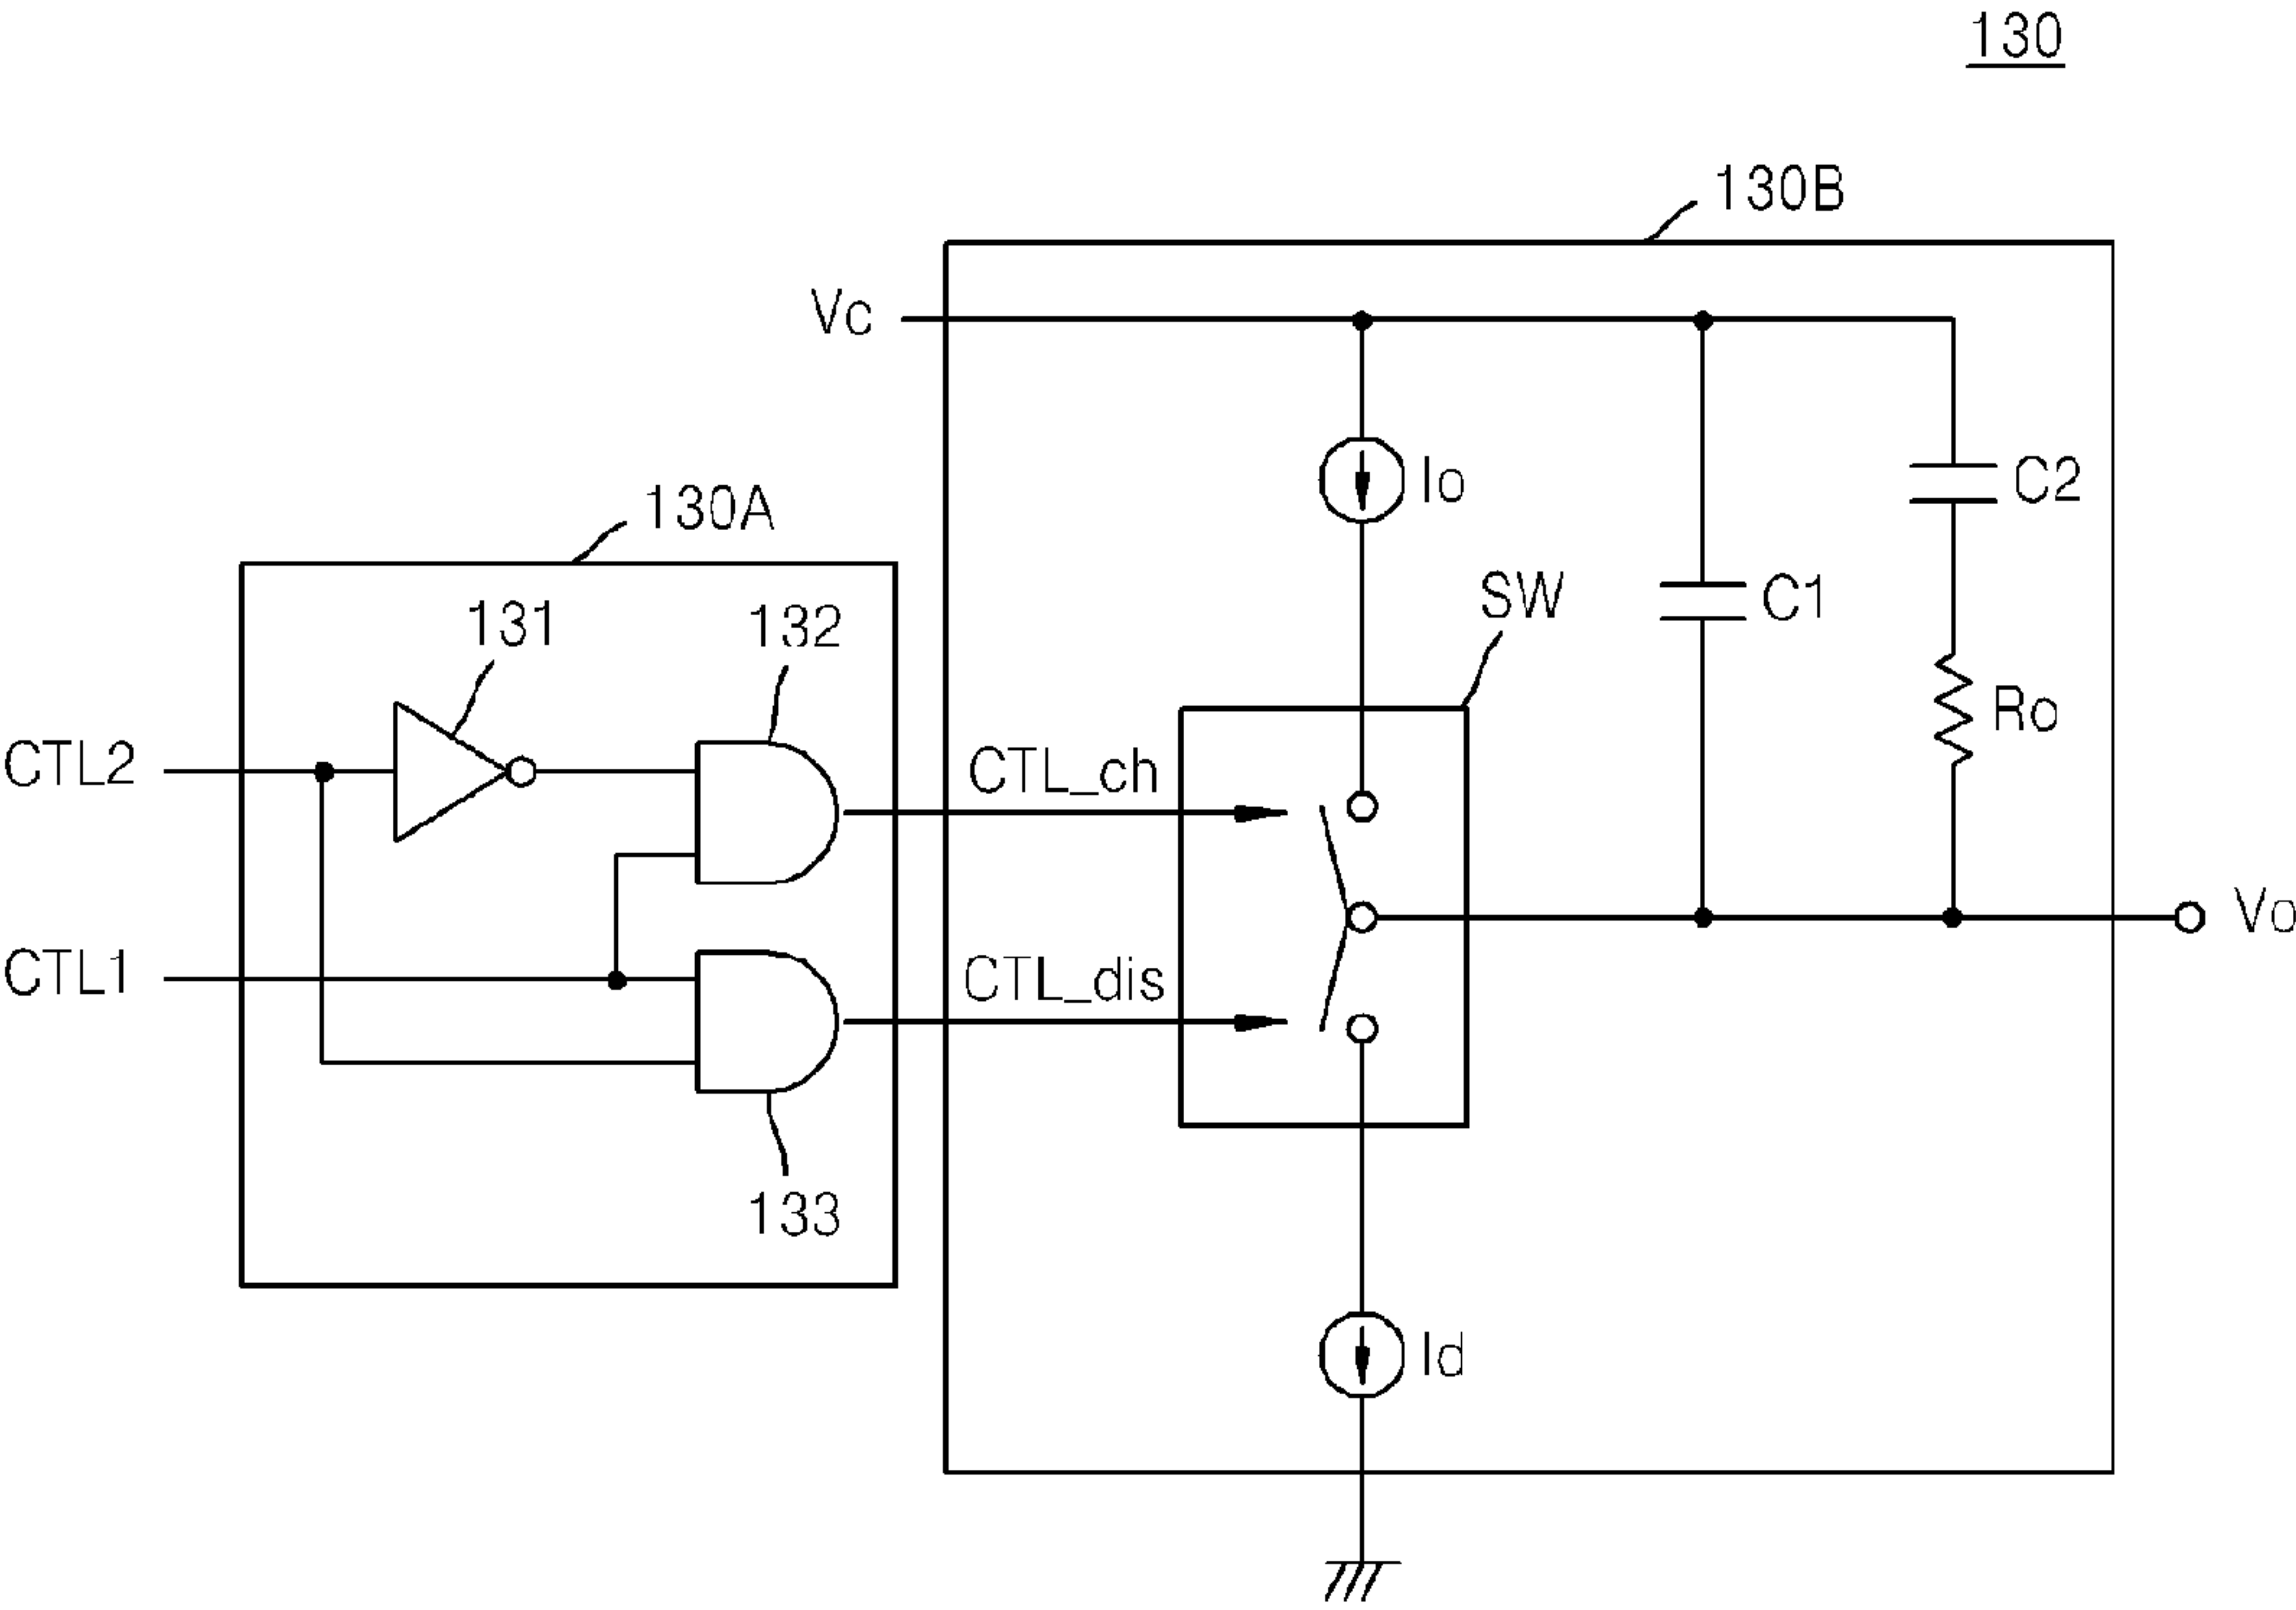 130
130B
Vc
Io
C2
130A
SW
C1
131
132
Ro
CTL2
CTL_ch
Vo
CTL1
CTL_dis
133
Id